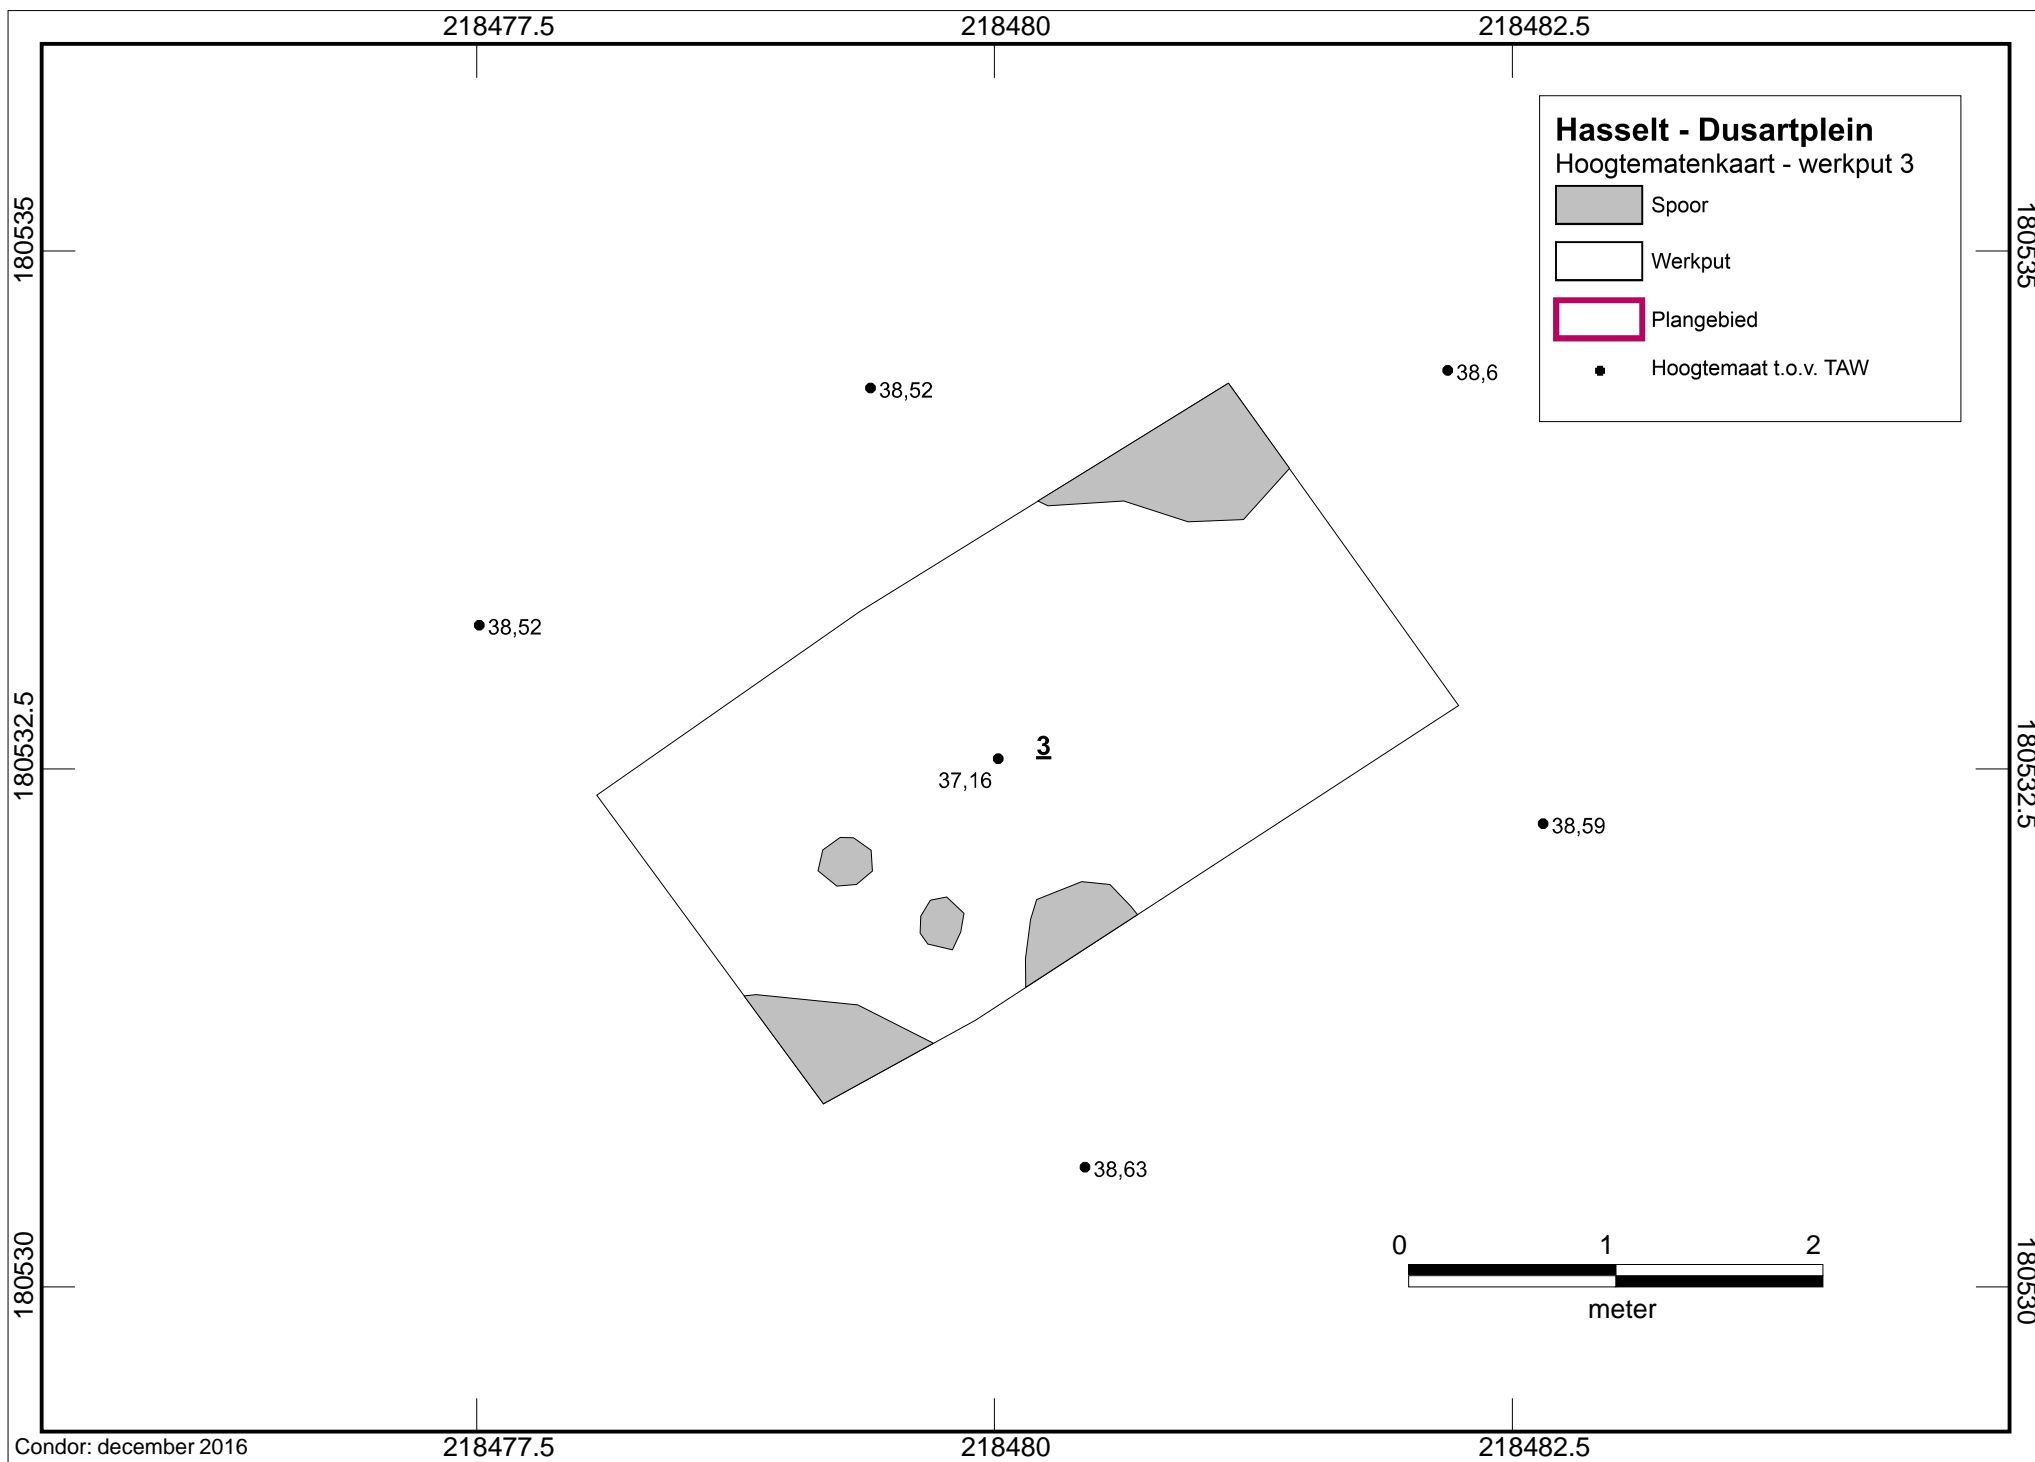 218477.5 218480 218482.5
Hasselt - Dusartplein
Hoogtematenkaart - werkput 3
Spoor
Werkput
Plangebied
Hoogtemaat t.o.v. TAW
180535 180535
38,52
38,6
38,52
180532.5 180532.5
3
37,16
38,59
38,63
180530 180530
0 1 2
meter
Condor: december 2016
218477.5 218480 218482.5